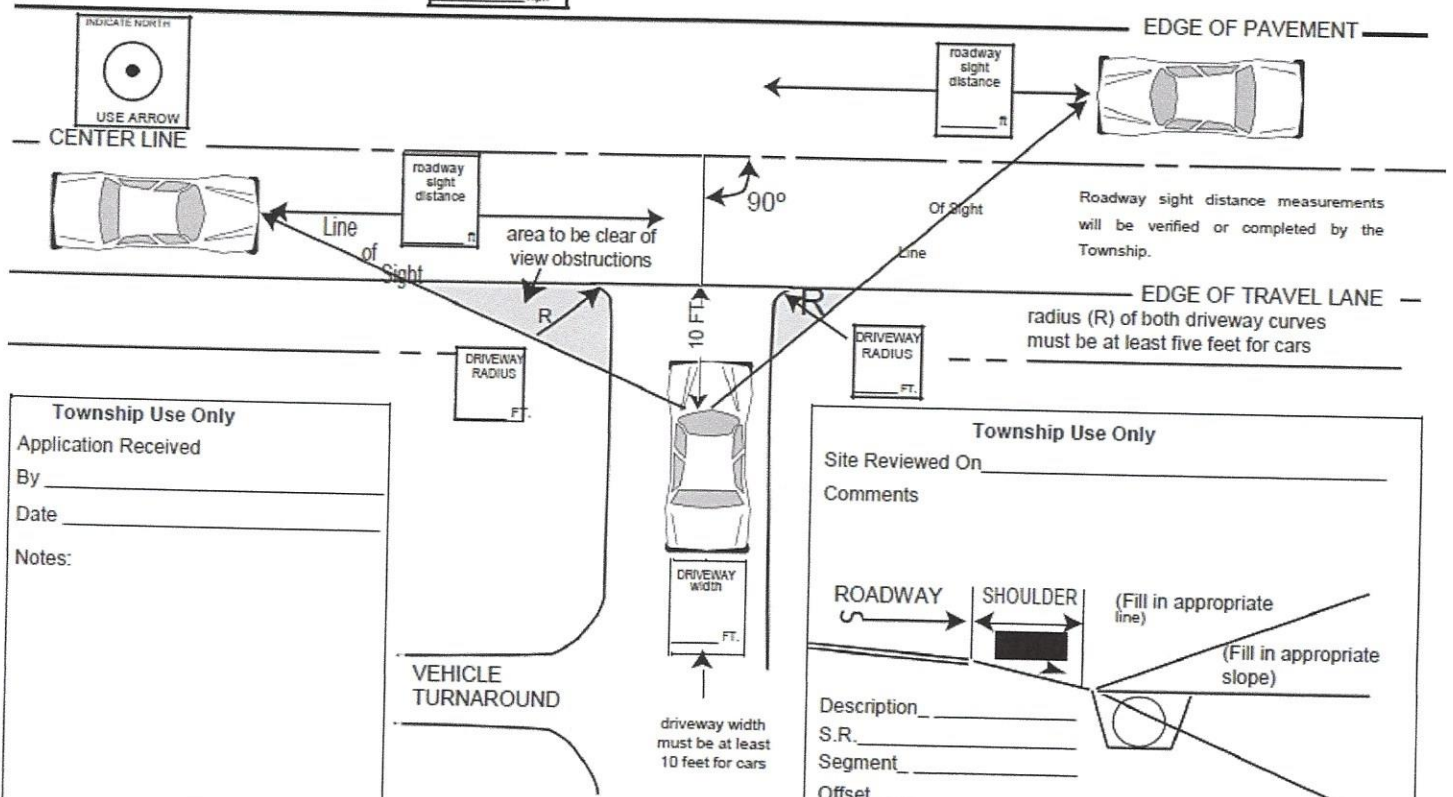 EDGE OF PAVEMENT
INDICATE NORTH
USE ARROW
roadway
sight
distance
ft
CENTER LINE
roadway
sight
distance
ft
90º
Line
of
Sight
area to be clear of
view obstructions
Of Sight
Line
Roadway sight distance measurements
will be verified or completed by the
Township.
R
10 FT.
R
EDGE OF TRAVEL LANE
radius (R) of both driveway curves
must be at least five feet for cars
DRIVEWAY
RADIUS
FT.
DRIVEWAY
RADIUS
FT.
Township Use Only
Application Received
By
Date
Notes:
Township Use Only
Site Reviewed On
Comments
DRIVEWAY
width
FT.
VEHICLE
TURNAROUND
driveway width
must be at least
10 feet for cars
ROADWAY
SHOULDER
(Fill in appropriate
line)
(Fill in appropriate
slope)
Description
S.R.
Segment
Offset